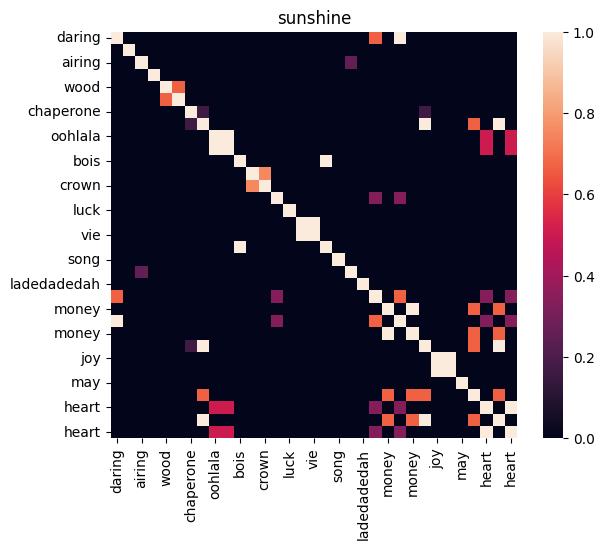 sunshine
daring
airing
wood
chaperone
oohlala
bois
crown
luck
vie
song
ladedadedah
money
money
joy
may
heart
heart
1.0
0.8
0.6
0.4
0.2
0.0
daring
airing
wood
chaperone
oohlala
bois
crown
luck
vie
song
ladedadedah
money
money
joy
may
heart
heart